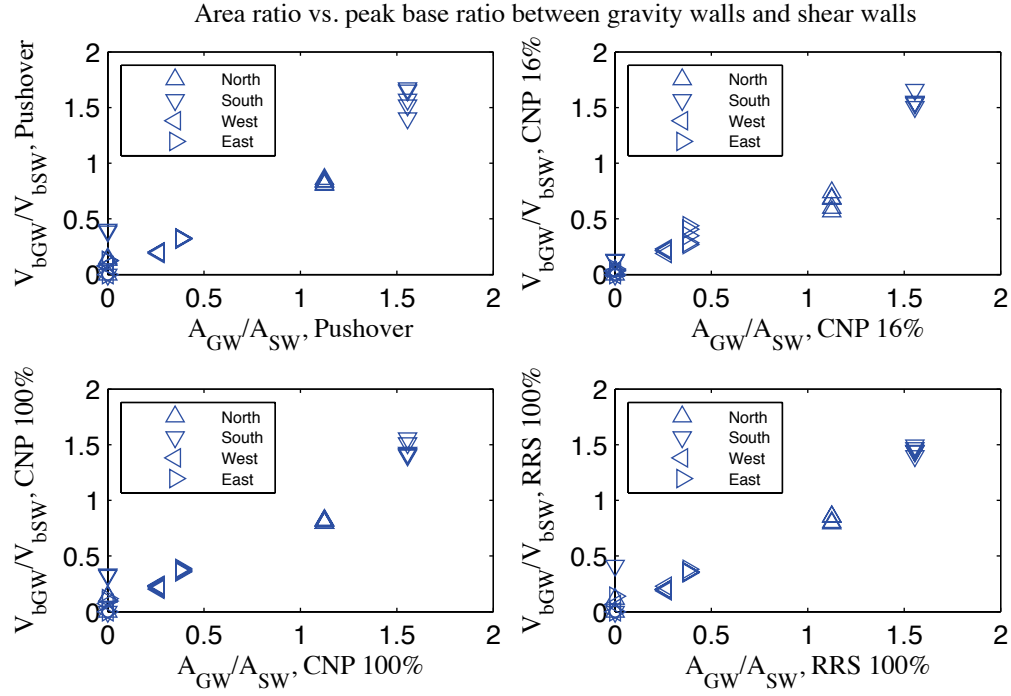 Area ratio vs. peak base ratio between gravity walls and shear walls
V_bGW/V_bSW, Pushover
2
1.5
1
0.5
0
North
South
West
East
0 0.5 1 1.5 2
A_GW/A_SW, Pushover
V_bGW/V_bSW, CNP 16%
2
1.5
1
0.5
0
North
South
West
East
0 0.5 1 1.5 2
A_GW/A_SW, CNP 16%
V_bGW/V_bSW, CNP 100%
2
1.5
1
0.5
0
North
South
West
East
0 0.5 1 1.5 2
A_GW/A_SW, CNP 100%
V_bGW/V_bSW, RRS 100%
2
1.5
1
0.5
0
North
South
West
East
0 0.5 1 1.5 2
A_GW/A_SW, RRS 100%